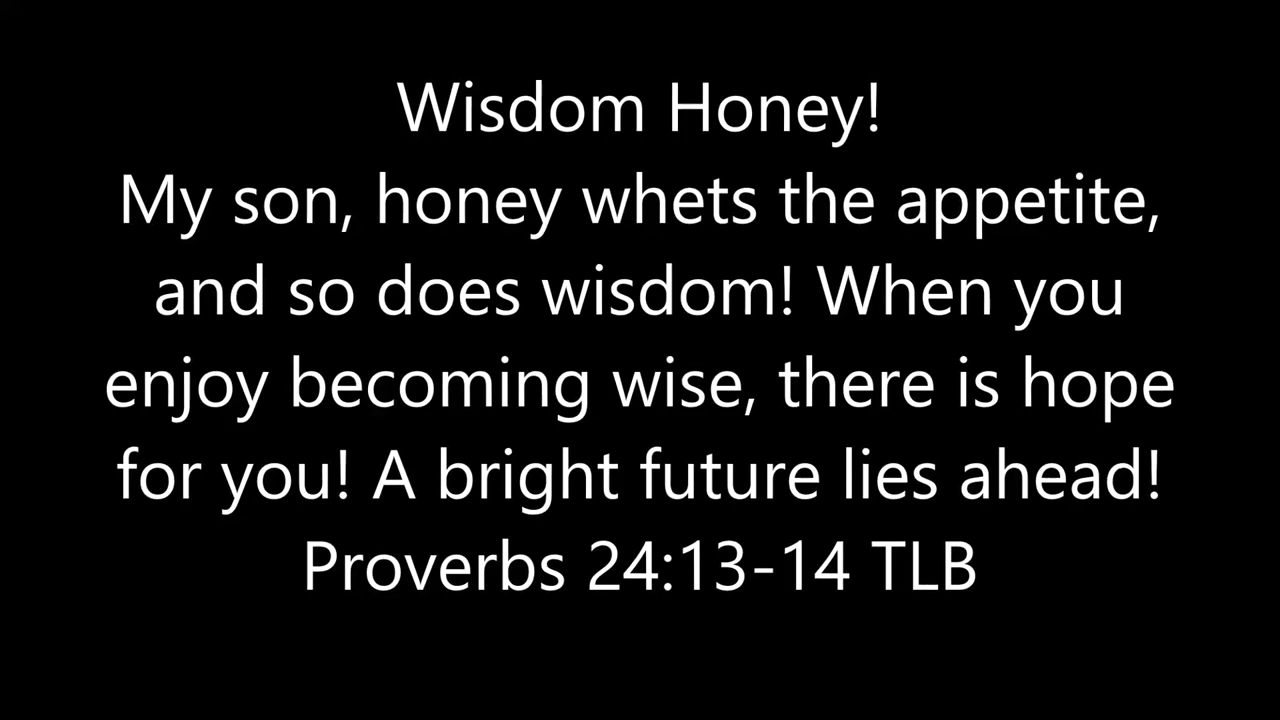 Wisdom Honey!
My son, honey whets the appetite,
and so does wisdom! When you
enjoy becoming wise, there is hope
for you! A bright future lies ahead!
Proverbs 24:13-14 TLB